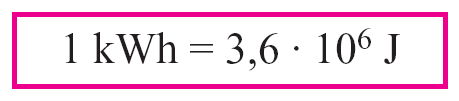 1 kWh = 3,6 · 10⁶ J